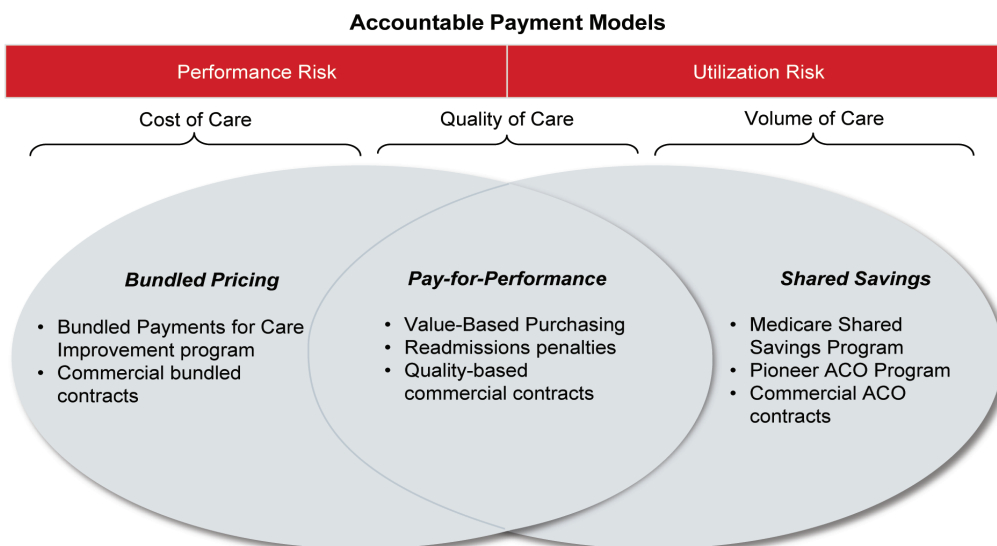 Accountable Payment Models
Performance Risk
Utilization Risk
Cost of Care
Quality of Care
Volume of Care
Bundled Pricing
• Bundled Payments for Care
Improvement program
• Commercial bundled
contracts
Pay-for-Performance
• Value-Based Purchasing
• Readmissions penalties
• Quality-based
commercial contracts
Shared Savings
• Medicare Shared
Savings Program
• Pioneer ACO Program
• Commercial ACO
contracts